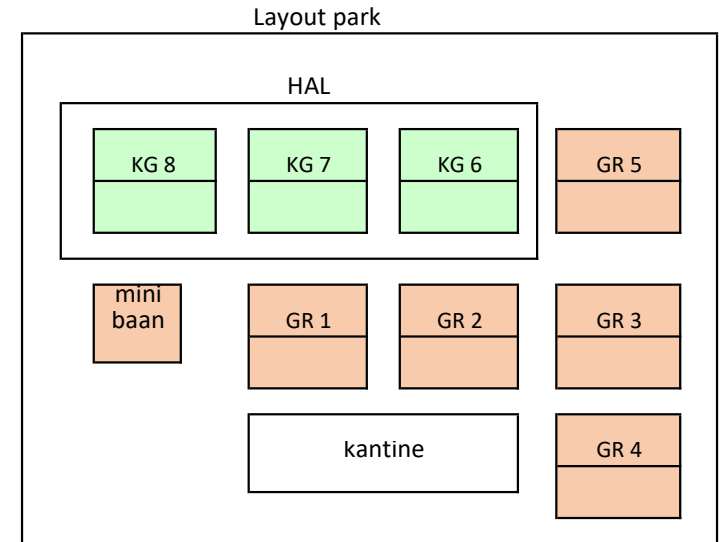 Layout park
HAL
KG 8
KG 7
KG 6
GR 5
mini
baan
GR 1
GR 2
GR 3
kantine
GR 4